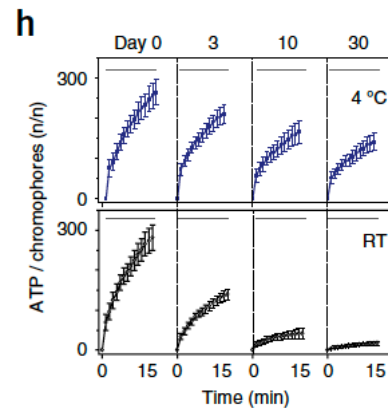 h
Day 0 3 10 30
300
4 °C
0
ATP / chromophores (n/n)
300
RT
0
0 15 0 15 0 15 0 15
Time (min)